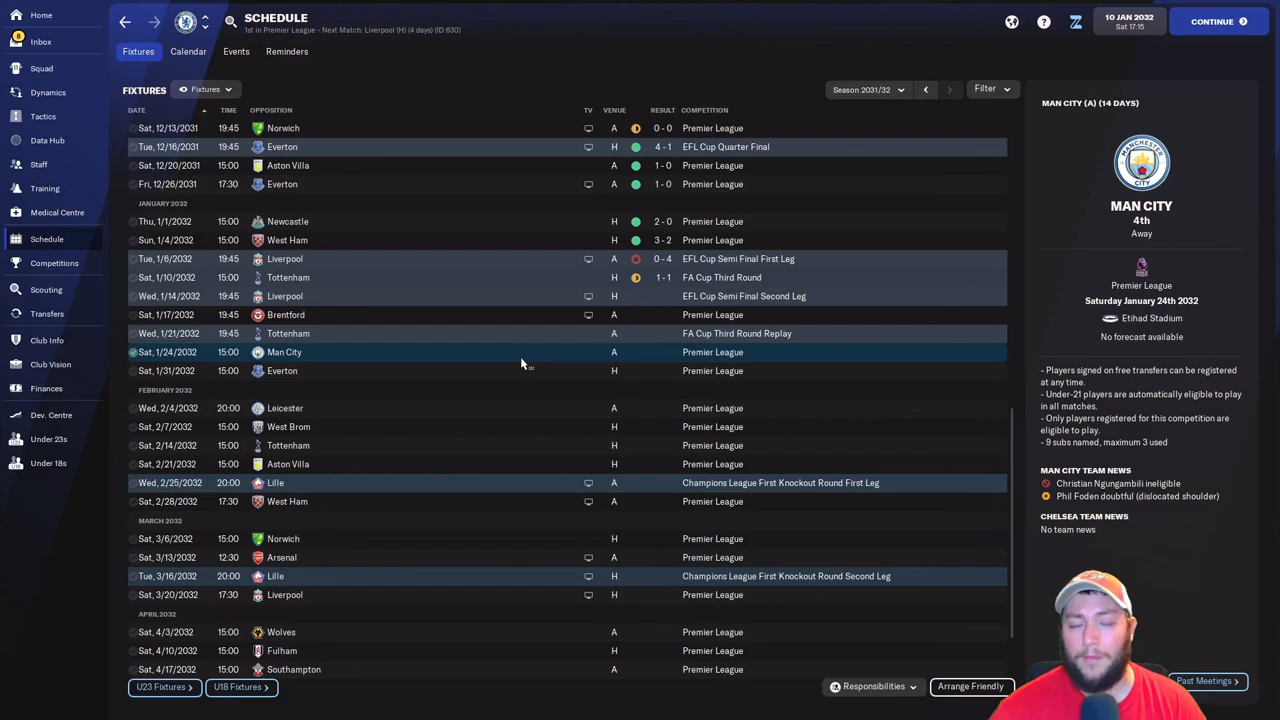 Home
Inbox
8
Squad
Dynamics
Tactics
Data Hub
Staff
Training
Medical Centre
Schedule
Competitions
Scouting
Transfers
Club Info
Club Vision
Finances
Dev. Centre
Under 23s
Under 18s
SCHEDULE
1st in Premier League - Next Match: Liverpool (H) (4 days) (ID:630)
10 JAN 2032
Sat 17:15
CONTINUE
Fixtures Calendar Events Reminders
FIXTURES Fixtures Season 2031/32 Filter
DATE TIME OPPOSITION TV VENUE RESULT COMPETITION
Sat, 12/13/2031 19:45 Norwich A 0 - 0 Premier League
Tue, 12/16/2031 19:45 Everton H 4 - 1 EFL Cup Quarter Final
Sat, 12/20/2031 15:00 Aston Villa A 1 - 0 Premier League
Fri, 12/26/2031 17:30 Everton A 1 - 0 Premier League
JANUARY 2032
Thu, 1/1/2032 15:00 Newcastle H 2 - 0 Premier League
Sun, 1/4/2032 15:00 West Ham H 3 - 2 Premier League
Tue, 1/6/2032 19:45 Liverpool A 0 - 4 EFL Cup Semi Final First Leg
Sat, 1/10/2032 15:00 Tottenham H 1 - 1 FA Cup Third Round
Wed, 1/14/2032 19:45 Liverpool H EFL Cup Semi Final Second Leg
Sat, 1/17/2032 19:45 Brentford A Premier League
Wed, 1/21/2032 19:45 Tottenham A FA Cup Third Round Replay
Sat, 1/24/2032 15:00 Man City A Premier League
Sat, 1/31/2032 15:00 Everton H Premier League
FEBRUARY 2032
Wed, 2/4/2032 20:00 Leicester A Premier League
Sat, 2/7/2032 15:00 West Brom H Premier League
Sat, 2/14/2032 15:00 Tottenham H Premier League
Sat, 2/21/2032 15:00 Aston Villa H Premier League
Wed, 2/25/2032 20:00 Lille A Champions League First Knockout Round First Leg
Sat, 2/28/2032 17:30 West Ham A Premier League
MARCH 2032
Sat, 3/6/2032 15:00 Norwich H Premier League
Sat, 3/13/2032 12:30 Arsenal A Premier League
Tue, 3/16/2032 20:00 Lille H Champions League First Knockout Round Second Leg
Sat, 3/20/2032 17:30 Liverpool H Premier League
APRIL 2032
Sat, 4/3/2032 15:00 Wolves A Premier League
Sat, 4/10/2032 15:00 Fulham H Premier League
Sat, 4/17/2032 15:00 Southampton A Premier League
U23 Fixtures > U18 Fixtures > Responsibilities Arrange Friendly
MAN CITY (A) (14 DAYS)
MAN CITY
4th
Away
Premier League
Saturday January 24th 2032
Etihad Stadium
No forecast available
- Players signed on free transfers can be registered
at any time.
- Under-21 players are automatically eligible to play
in all matches.
- Only players registered for this competition are
eligible to play.
- 9 subs named, maximum 3 used
MAN CITY TEAM NEWS
Christian Ngungambili ineligible
Phil Foden doubtful (dislocated shoulder)
CHELSEA TEAM NEWS
No team news
Past Meetings >